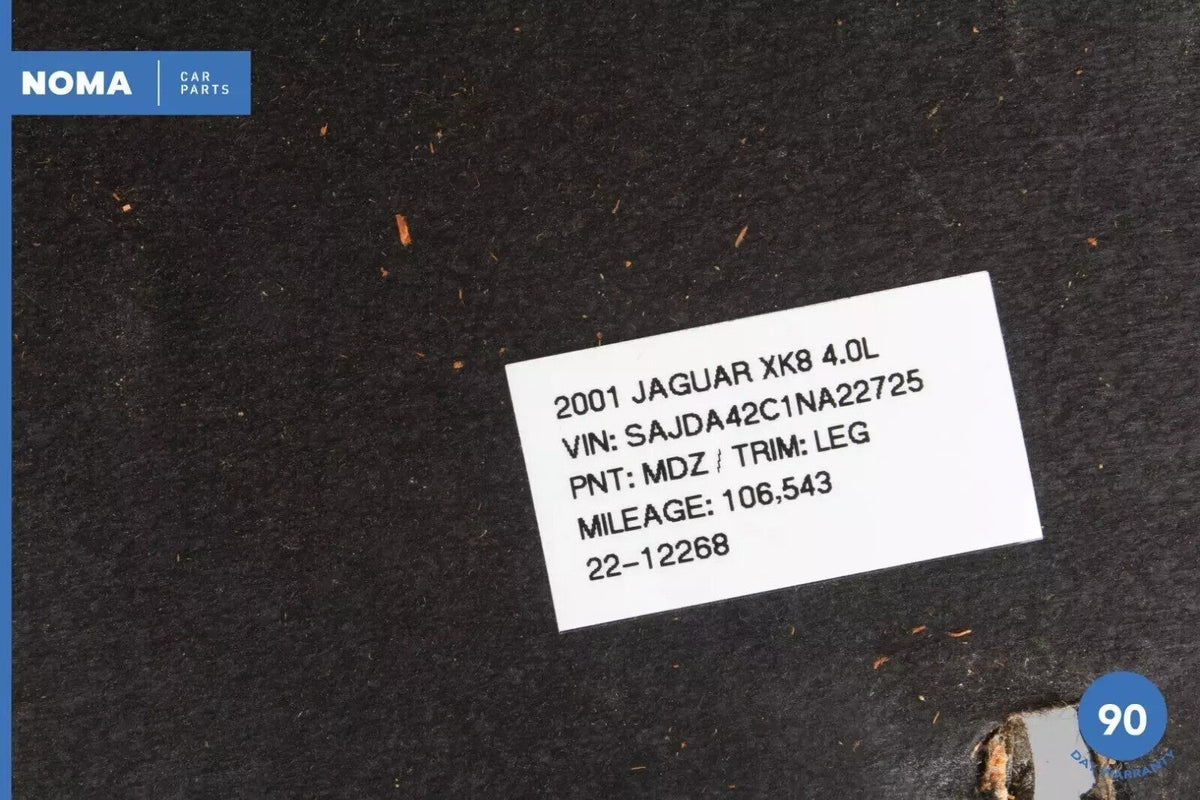 NOMA
CAR
PARTS
2001 JAGUAR XK8 4.0L
VIN: SAJDA42C1NA22725
PNT: MDZ / TRIM: LEG
MILEAGE: 106,543
22-12268
90
DAY WARRANTY